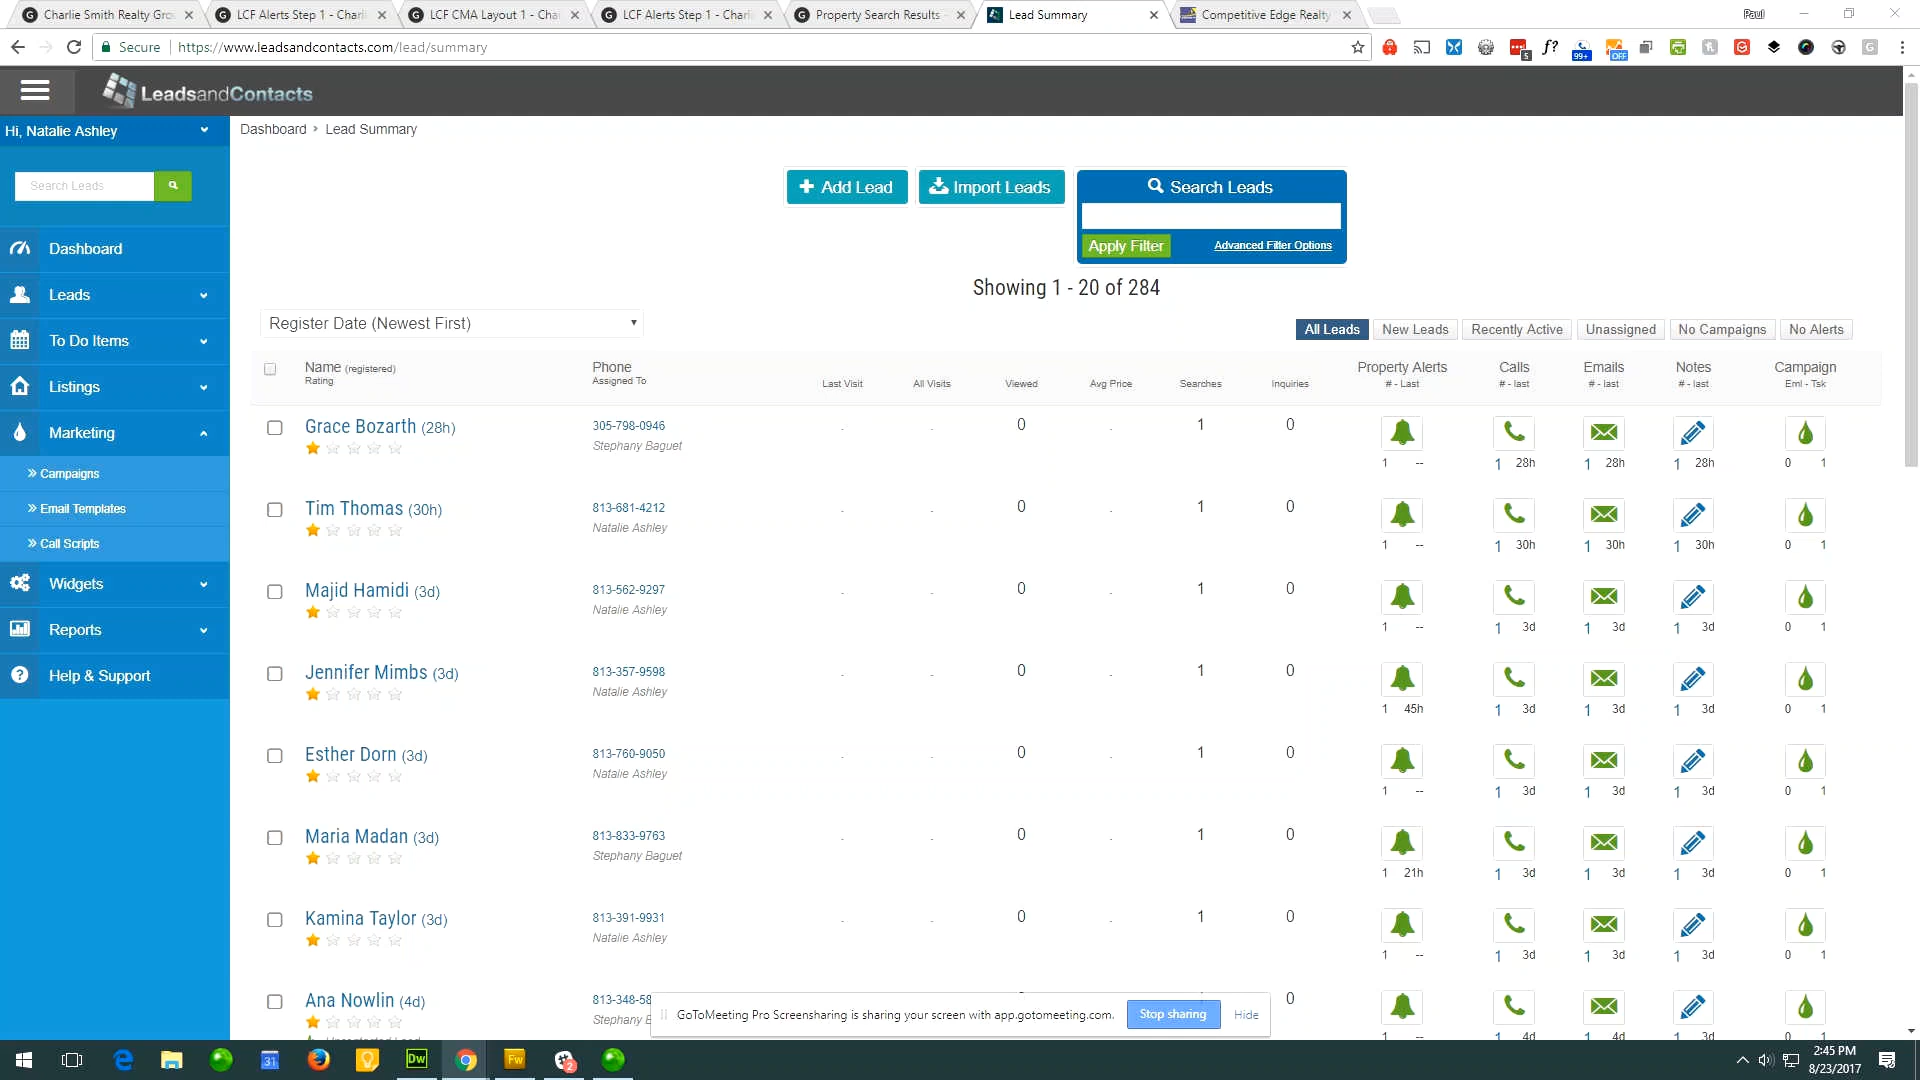 Charlie Smith Realty Gro
LCF Alerts Step 1 - Charli
LCF CMA Layout 1 - Cha
LCF Alerts Step 1 - Charli
Property Search Results -
Lead Summary
Competitive Edge Realty
Paul
Secure
https://www.leadsandcontacts.com/lead/summary
LeadsandContacts
Hi, Natalie Ashley
Dashboard › Lead Summary
Search Leads
Add Lead
Import Leads
Search Leads
Apply Filter
Advanced Filter Options
Dashboard
Leads
To Do Items
Listings
Marketing
» Campaigns
» Email Templates
» Call Scripts
Widgets
Reports
Help & Support
Showing 1 - 20 of 284
Register Date (Newest First)
All Leads New Leads Recently Active Unassigned No Campaigns No Alerts
Name (registered) Phone Property Alerts Calls Emails Notes Campaign
Rating Assigned To Last Visit All Visits Viewed Avg Price Searches Inquiries # - Last # - last # - last # - last Eml - Tsk
Grace Bozarth (28h) 305-798-0946 . . 0 . 1 0
Stephany Baguet
1 -- 1 28h 1 28h 1 28h 0 1
Tim Thomas (30h) 813-681-4212 . . 0 . 1 0
Natalie Ashley
1 -- 1 30h 1 30h 1 30h 0 1
Majid Hamidi (3d) 813-562-9297 . . 0 . 1 0
Natalie Ashley
1 -- 1 3d 1 3d 1 3d 0 1
Jennifer Mimbs (3d) 813-357-9598 . . 0 . 1 0
Natalie Ashley
1 45h 1 3d 1 3d 1 3d 0 1
Esther Dorn (3d) 813-760-9050 . . 0 . 1 0
Natalie Ashley
1 -- 1 3d 1 3d 1 3d 0 1
Maria Madan (3d) 813-833-9763 . . 0 . 1 0
Stephany Baguet
1 21h 1 3d 1 3d 1 3d 0 1
Kamina Taylor (3d) 813-391-9931 . . 0 . 1 0
Natalie Ashley
1 -- 1 3d 1 3d 1 3d 0 1
Ana Nowlin (4d) 813-348-58 0
Stephany B
GoToMeeting Pro Screensharing is sharing your screen with app.gotomeeting.com. Stop sharing Hide
2:45 PM
8/23/2017